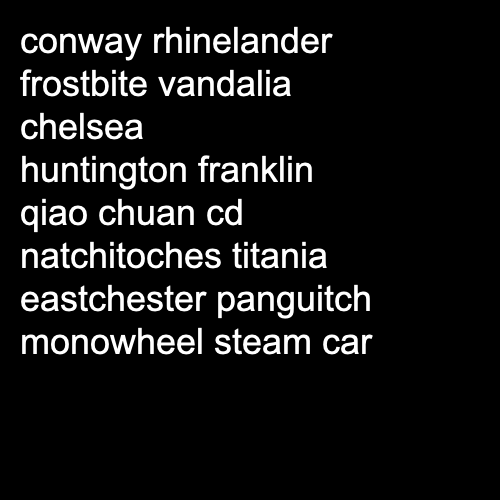 conway rhinelander
frostbite vandalia
chelsea
huntington franklin
qiao chuan cd
natchitoches titania
eastchester panguitch
monowheel steam car